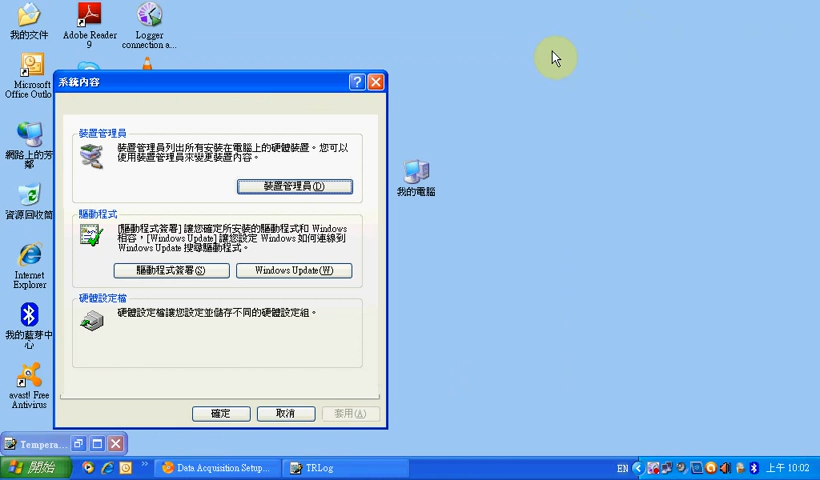 我的文件
Adobe Reader
9
Logger
connection a...
Microsoft
Office Outlo
網路上的芳
鄰
資源回收筒
Internet
Explorer
我的藍芽中
心
avast! Free
Antivirus
我的電腦
系統內容
裝置管理員
裝置管理員列出所有安裝在電腦上的硬體裝置。您可以
使用裝置管理員來變更裝置內容。
裝置管理員(D)
驅動程式
[驅動程式簽署] 讓您確定所安裝的驅動程式和 Windows
相容，[Windows Update] 讓您設定 Windows 如何連線到
Windows Update 搜尋驅動程式。
驅動程式簽署(S)
Windows Update(W)
硬體設定檔
硬體設定檔讓您設定並儲存不同的硬體設定組。
確定
取消
套用(A)
Tempera...
開始
Data Acquisition Setup...
TRLog
EN
上午 10:02